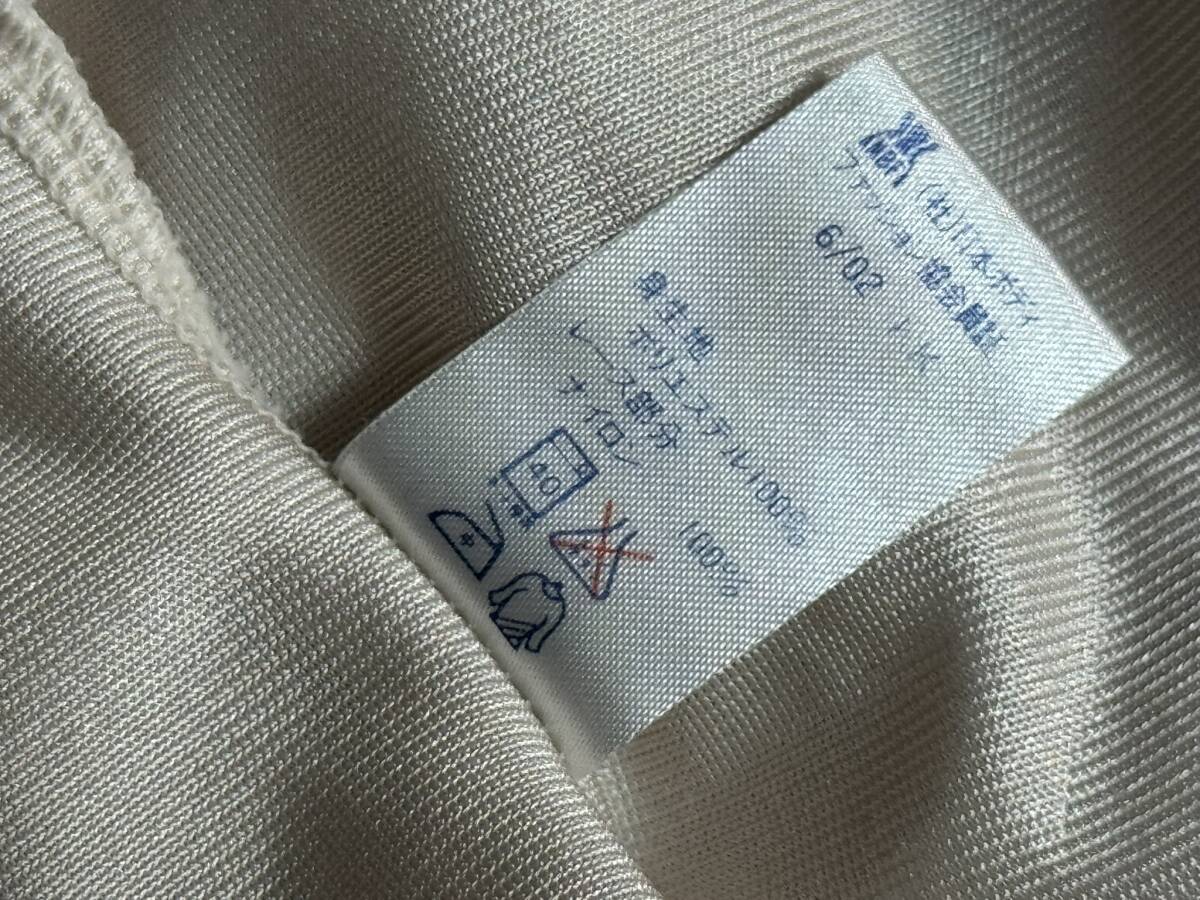 (社)日本ボディ
ファッション協会員証
6/02 1 K
身生地
ポリエステル100%
レース部分
ナイロン 100%
40